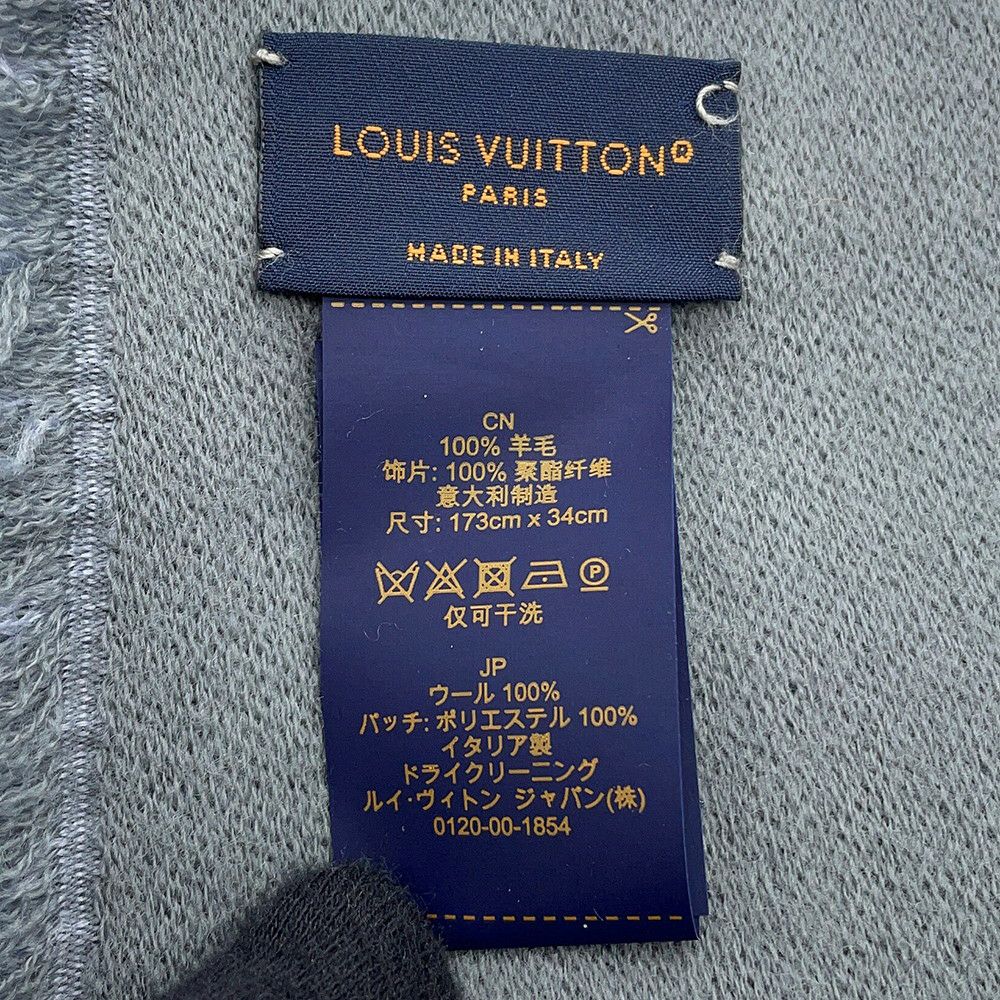 LOUIS VUITTON®
PARIS
MADE IN ITALY
CN
100% 羊毛
饰片: 100% 聚酯纤维
意大利制造
尺寸: 173cm x 34cm
P
仅可干洗
JP
ウール 100%
パッチ: ポリエステル 100%
イタリア製
ドライクリーニング
ルイ·ヴィトン ジャパン(株)
0120-00-1854